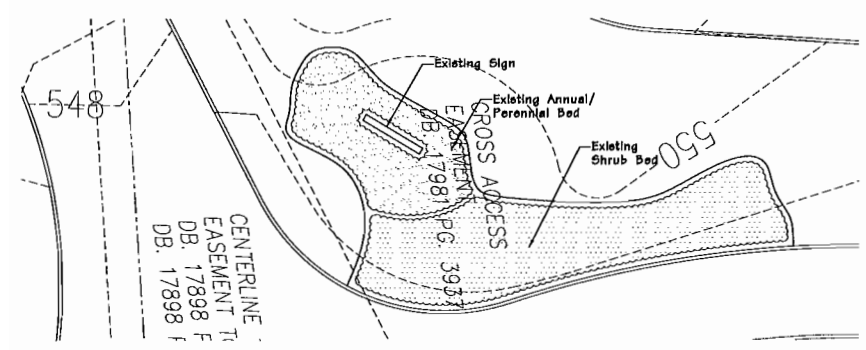 Existing Sign
Existing Annual/
Perennial Bed
Existing
Shrub Bed
548
550
CROSS ACCESS
EASEMENT
DB. 17981 PG. 3937
CENTERLINE
EASEMENT TO
DB. 17898 P
DB. 17898 P